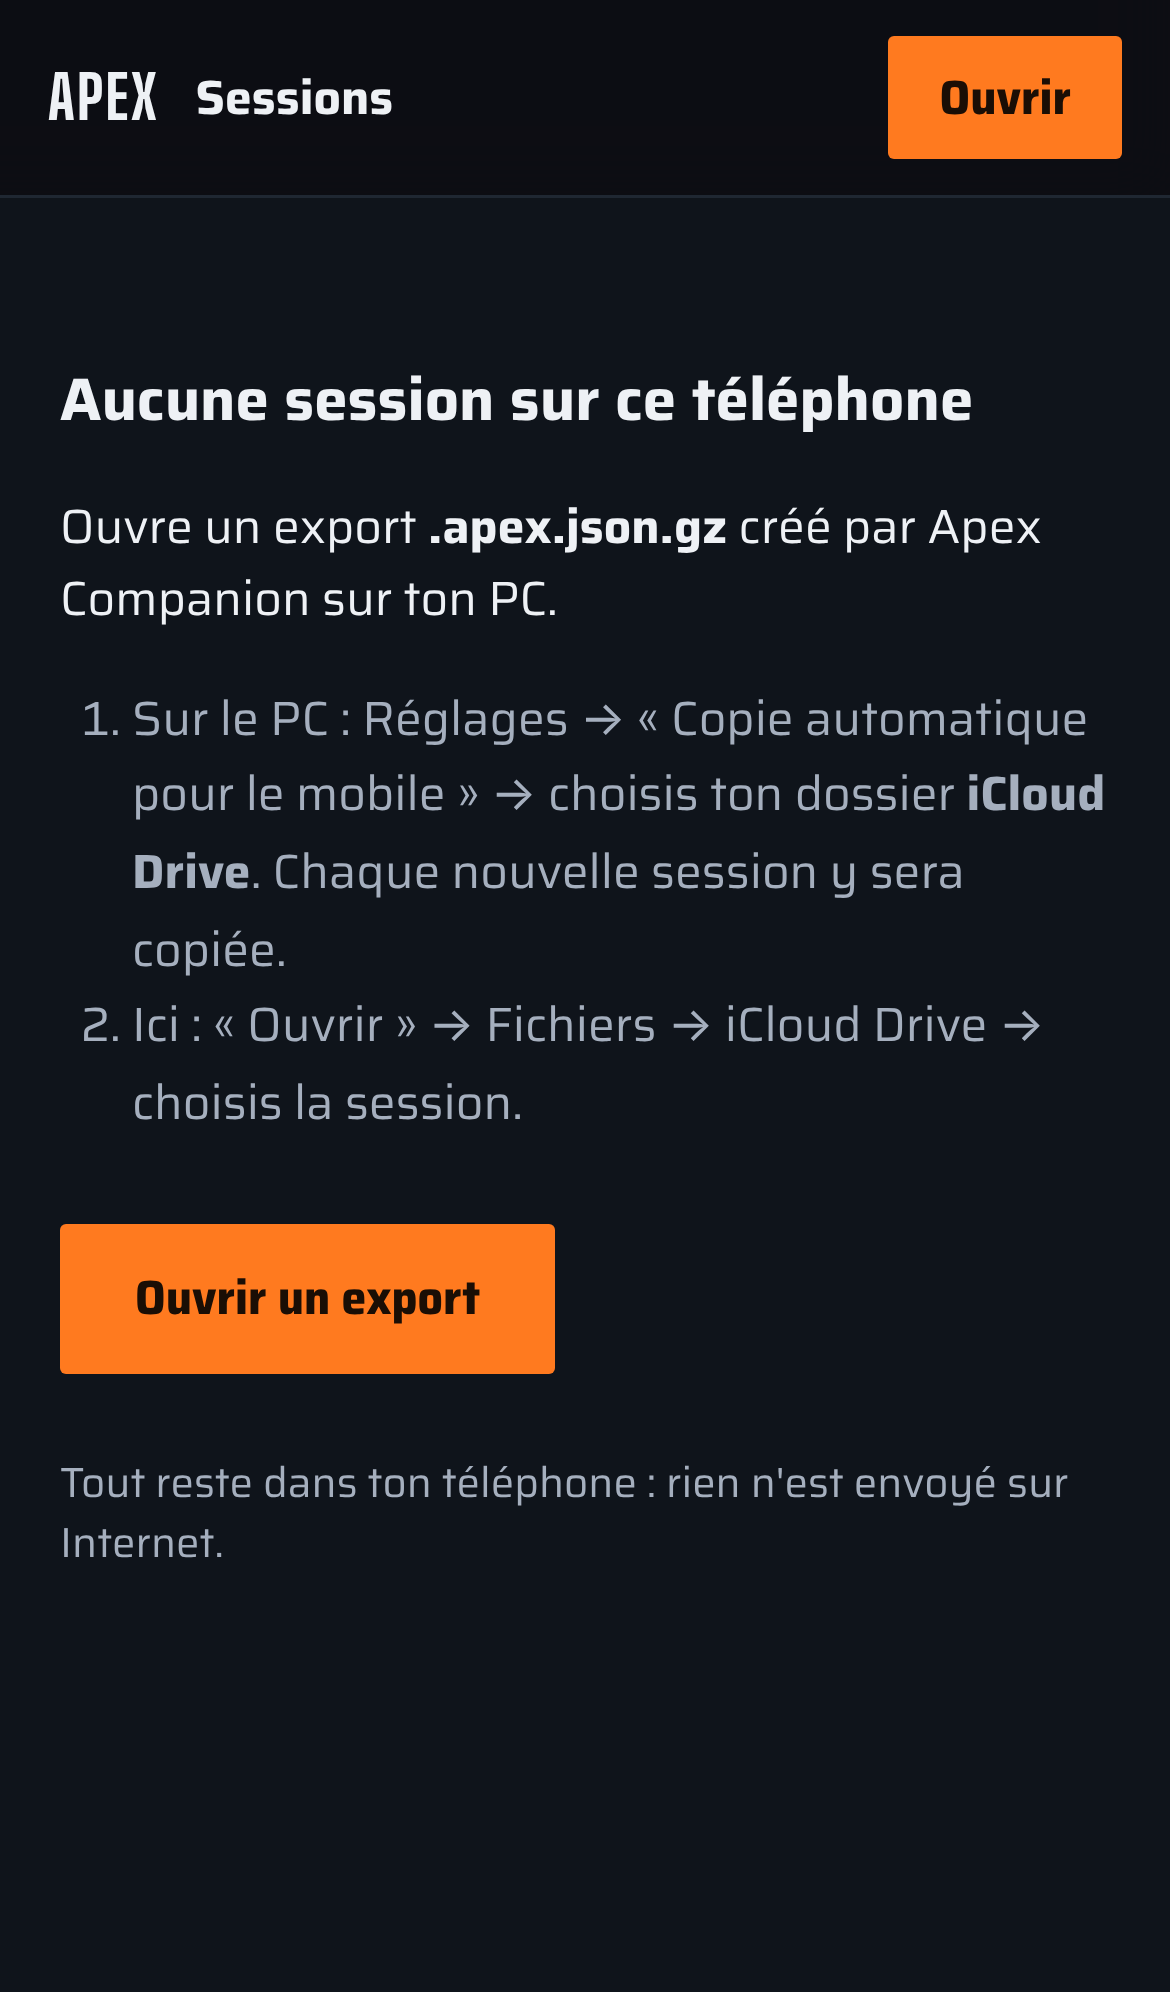 APEX Sessions Ouvrir
Aucune session sur ce téléphone
Ouvre un export .apex.json.gz créé par Apex
Companion sur ton PC.
1. Sur le PC : Réglages → « Copie automatique
pour le mobile » → choisis ton dossier iCloud
Drive. Chaque nouvelle session y sera
copiée.
2. Ici : « Ouvrir » → Fichiers → iCloud Drive →
choisis la session.
Ouvrir un export
Tout reste dans ton téléphone : rien n'est envoyé sur
Internet.